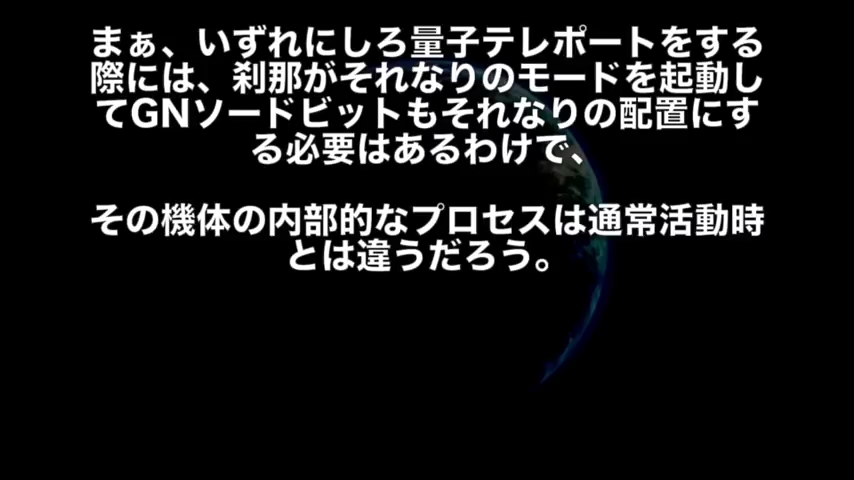 まぁ、いずれにしろ量子テレポートをする
際には、刹那がそれなりのモードを起動し
てGNソードビットもそれなりの配置にす
る必要はあるわけで、
その機体の内部的なプロセスは通常活動時
とは違うだろう。